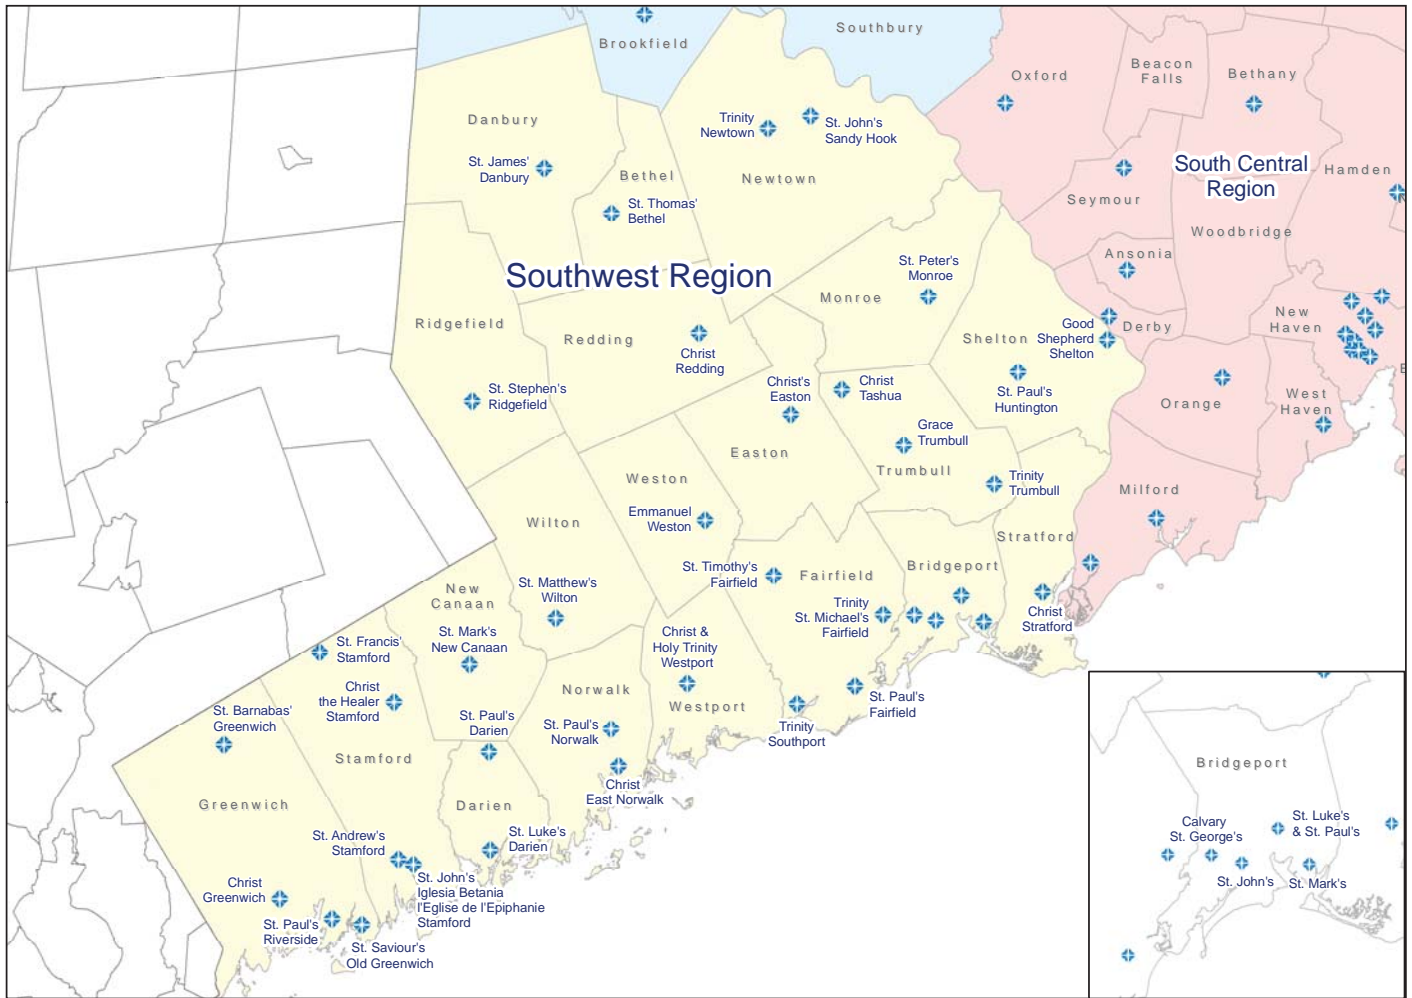 Brookfield
Southbury
Oxford
Beacon
Falls
Bethany
Danbury
Trinity
Newtown
St. John's
Sandy Hook
St. James'
Danbury
Bethel
Newtown
St. Thomas'
Bethel
South Central
Region
Hamden
Seymour
Woodbridge
Ansonia
Southwest Region
St. Peter's
Monroe
Monroe
Ridgefield
Redding
Christ
Redding
Shelton
Good
Shepherd
Shelton
Derby
New
Haven
St. Stephen's
Ridgefield
Christ's
Easton
Christ
Tashua
St. Paul's
Huntington
Orange
West
Haven
Grace
Trumbull
Easton
Trumbull
Trinity
Trumbull
Weston
Milford
Emmanuel
Weston
Wilton
Stratford
St. Timothy's
Fairfield
Fairfield
Bridgeport
New
Canaan
St. Matthew's
Wilton
Trinity
St. Michael's
Fairfield
Christ
Stratford
St. Francis'
Stamford
St. Mark's
New Canaan
Christ &
Holy Trinity
Westport
Christ
the Healer
Stamford
Norwalk
Westport
St. Paul's
Fairfield
St. Barnabas'
Greenwich
St. Paul's
Darien
St. Paul's
Norwalk
Trinity
Southport
Stamford
Christ
East Norwalk
Greenwich
Darien
St. Andrew's
Stamford
St. Luke's
Darien
Christ
Greenwich
St. John's
Iglesia Betania
l'Eglise de l'Epiphanie
Stamford
St. Paul's
Riverside
St. Saviour's
Old Greenwich
Bridgeport
Calvary
St. George's
St. Luke's
& St. Paul's
St. John's
St. Mark's